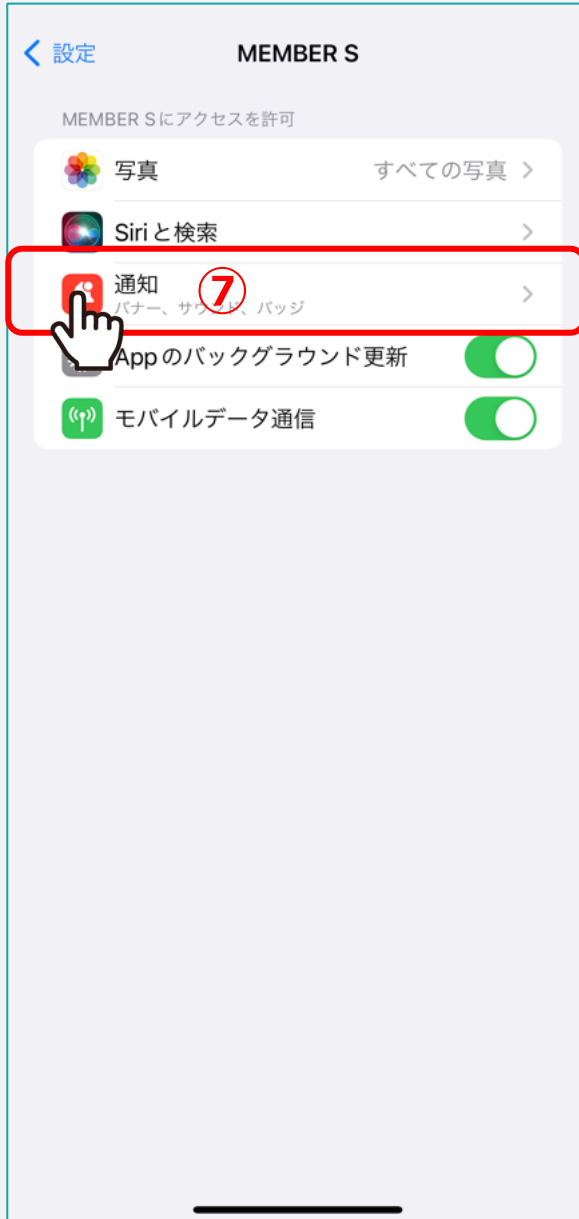 設定
MEMBER S
MEMBER Sにアクセスを許可
写真 すべての写真
Siriと検索
通知
⑦
バナー、サウンド、バッジ
Appのバックグラウンド更新
モバイルデータ通信